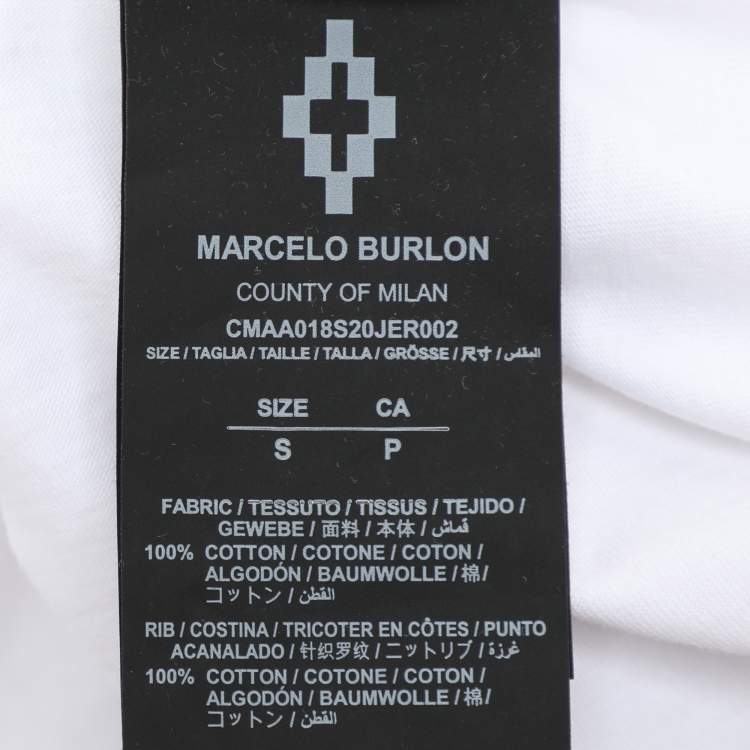 MARCELO BURLON
COUNTY OF MILAN
CMAA018S20JER002
SIZE / TAGLIA / TAILLE / TALLA / GRÖSSE / 尺寸 / المقاس
SIZE CA
S P
FABRIC / TESSUTO / TISSUS / TEJIDO /
GEWEBE / 面料 / 本体 / قماش
100% COTTON / COTONE / COTON /
ALGODÓN / BAUMWOLLE / 棉 /
コットン / القطن
RIB / COSTINA / TRICOTER EN CÔTES / PUNTO
ACANALADO / 针织罗纹 / ニットリブ / غرزة
100% COTTON / COTONE / COTON /
ALGODÓN / BAUMWOLLE / 棉 /
コットン / القطن